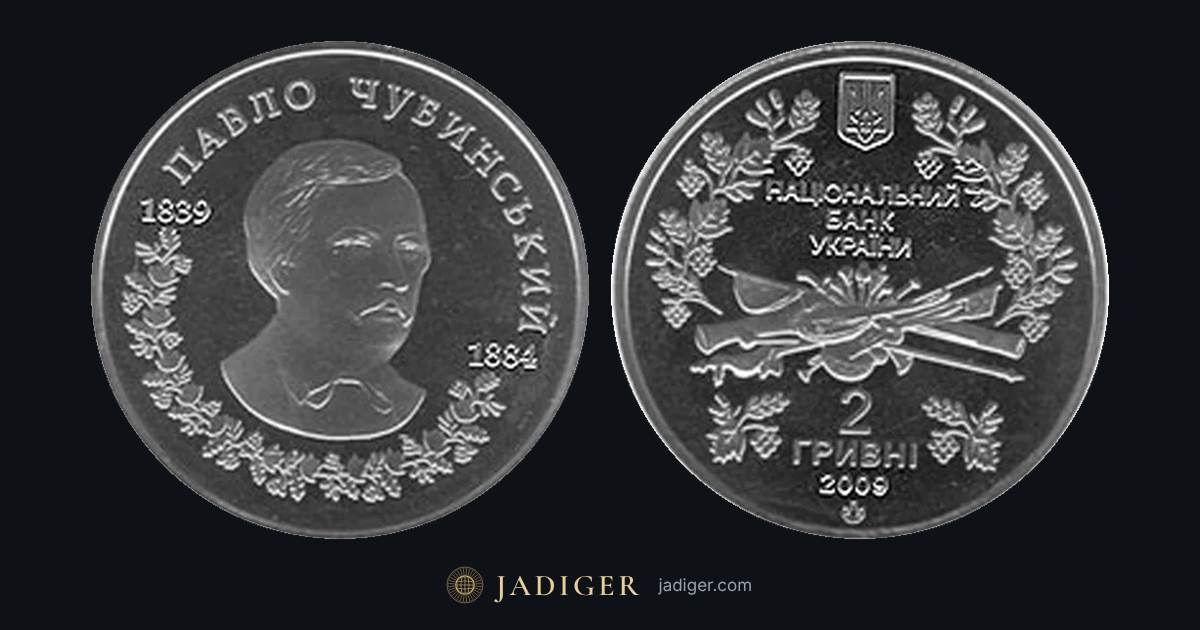 ПАВЛО ЧУБИНСЬКИЙ
1839
1884
НАЦІОНАЛЬНИЙ
БАНК
УКРАЇНИ
2
ГРИВНІ
2009
JADIGER jadiger.com